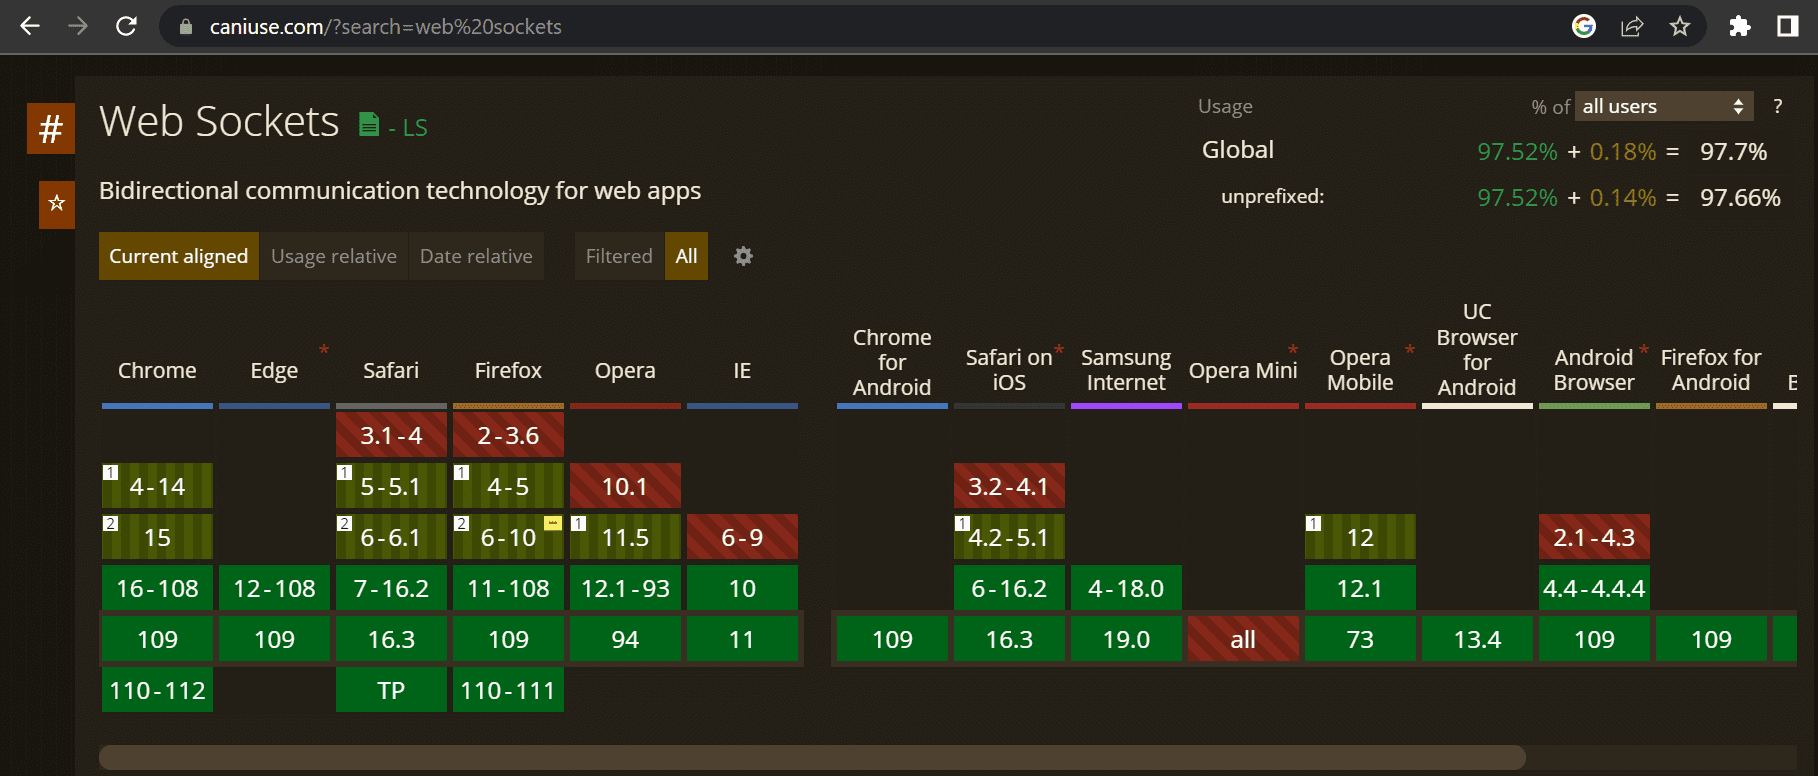 caniuse.com/?search=web%20sockets
#
Web Sockets - LS
Usage % of all users ?
Global 97.52% + 0.18% = 97.7%
☆
Bidirectional communication technology for web apps
unprefixed: 97.52% + 0.14% = 97.66%
Current aligned Usage relative Date relative Filtered All
Chrome Edge * Safari Firefox Opera IE
Chrome for Android
Safari on iOS *
Samsung Internet
Opera Mini *
Opera Mobile *
UC Browser for Android
Android Browser *
Firefox for Android
3.1-4 2-3.6
1 4-14 1 5-5.1 1 4-5 10.1 3.2-4.1
2 15 2 6-6.1 2 6-10 1 11.5 6-9 1 4.2-5.1 1 12 2.1-4.3
16-108 12-108 7-16.2 11-108 12.1-93 10 6-16.2 4-18.0 12.1 4.4-4.4.4
109 109 16.3 109 94 11 109 16.3 19.0 all 73 13.4 109 109
110-112 TP 110-111